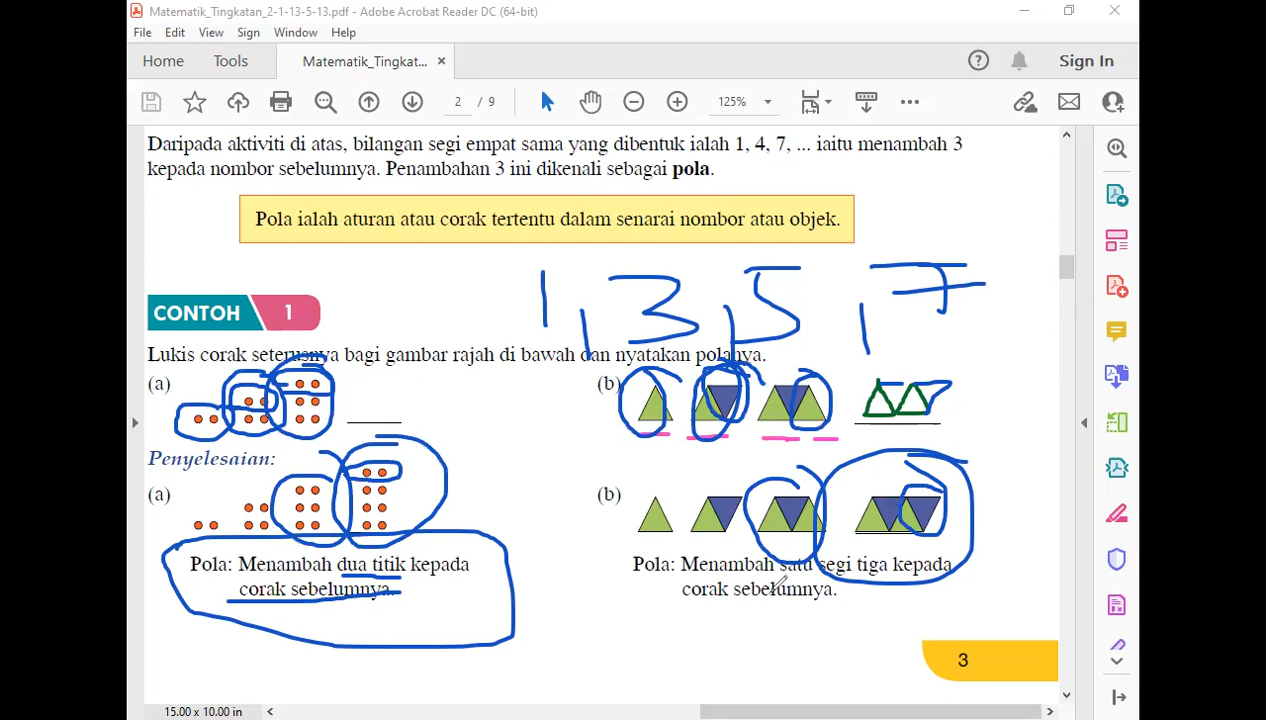 Matematik_Tingkatan_2-1-13-5-13.pdf - Adobe Acrobat Reader DC (64-bit)
File Edit View Sign Window Help
Home Tools Matematik_Tingkat... × Sign In
2 / 9 125%
Daripada aktiviti di atas, bilangan segi empat sama yang dibentuk ialah 1, 4, 7, ... iaitu menambah 3
kepada nombor sebelumnya. Penambahan 3 ini dikenali sebagai pola.
Pola ialah aturan atau corak tertentu dalam senarai nombor atau objek.
1, 3, 5, 7
CONTOH 1
Lukis corak seterusnya bagi gambar rajah di bawah dan nyatakan polanya.
(a) (b)
Penyelesaian:
(a) (b)
Pola: Menambah dua titik kepada
corak sebelumnya.
Pola: Menambah satu segi tiga kepada
corak sebelumnya.
3
15.00 x 10.00 in